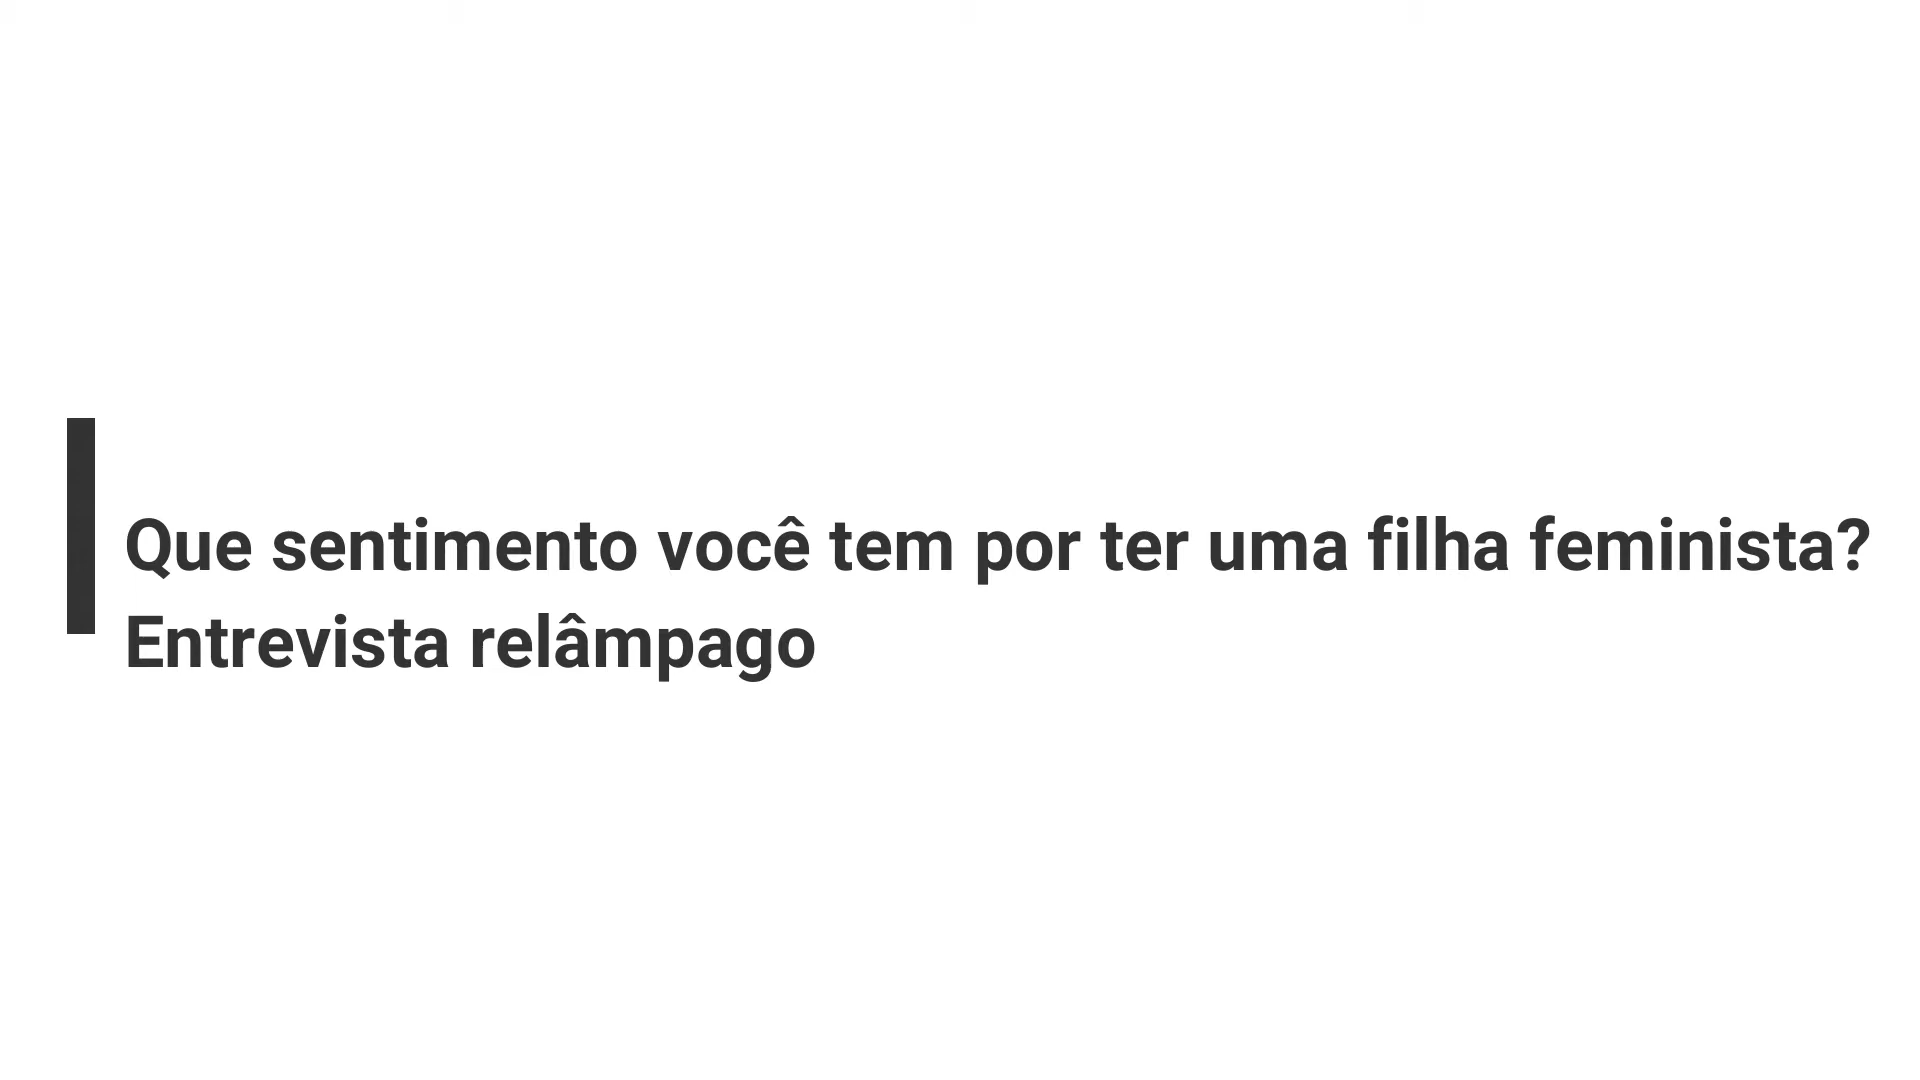 Que sentimento você tem por ter uma filha feminista?
Entrevista relâmpago